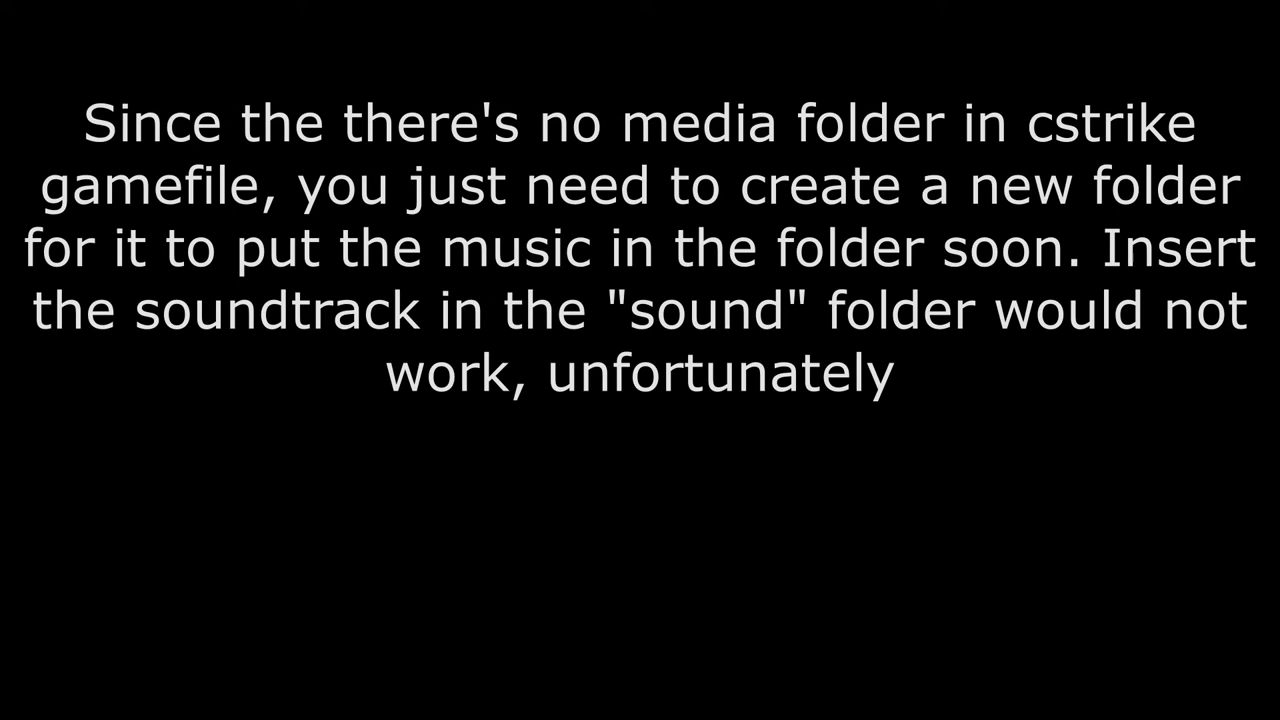 Since the there's no media folder in cstrike
gamefile, you just need to create a new folder
for it to put the music in the folder soon. Insert
the soundtrack in the "sound" folder would not
work, unfortunately